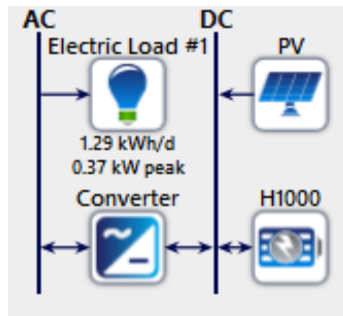 AC
DC
Electric Load #1
PV
1.29 kWh/d
0.37 kW peak
Converter
H1000